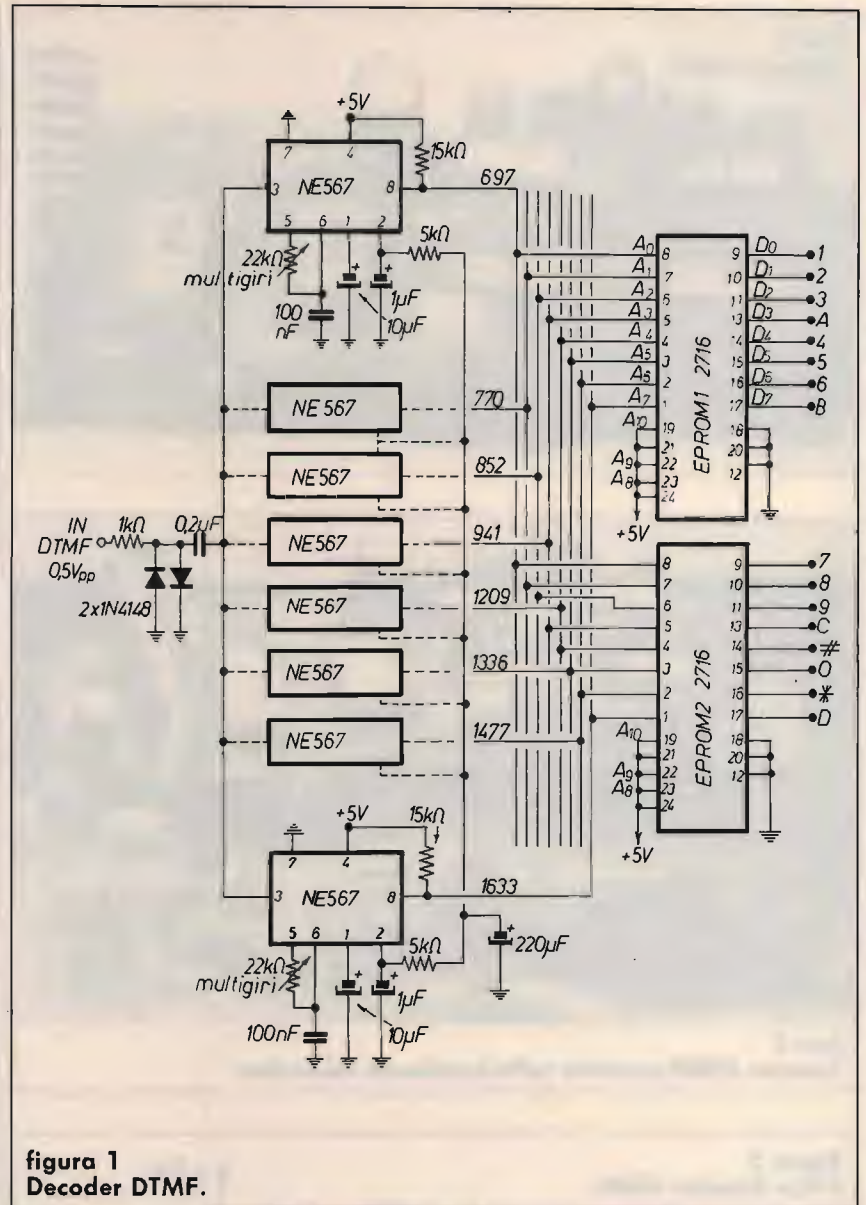 +5V
15kΩ
7
4
3
NE567
8
697
5
6
1
2
5kΩ
22kΩ
multigiri
1µF
100
nF
10µF
NE567
770
NE567
852
NE567
941
NE567
1209
NE567
1336
NE567
1477
IN
DTMF
0,5Vpp
1kΩ
0,2µF
2x1N4148
+5V
15kΩ
7
4
3
NE567
8
1633
5
6
1
2
5kΩ
22kΩ
multigiri
1µF
100nF
10µF
220µF
A0 8
A1 7
A2 6
A3 5
A4 4
A5 3
A6 2
A7 1
A10 19
21
A9 22
A8 23
24
+5V
EPROM1 2716
9 D0 1
10 D1 2
11 D2 3
13 D3 A
14 D4 4
15 D5 5
16 D6 6
17 D7 B
18
20
12
8
7
6
5
4
3
2
1
A10 19
21
A9 22
A8 23
24
+5V
EPROM2 2716
9 7
10 8
11 9
13 C
14 #
15 0
16 *
17 D
18
20
12
figura 1
Decoder DTMF.